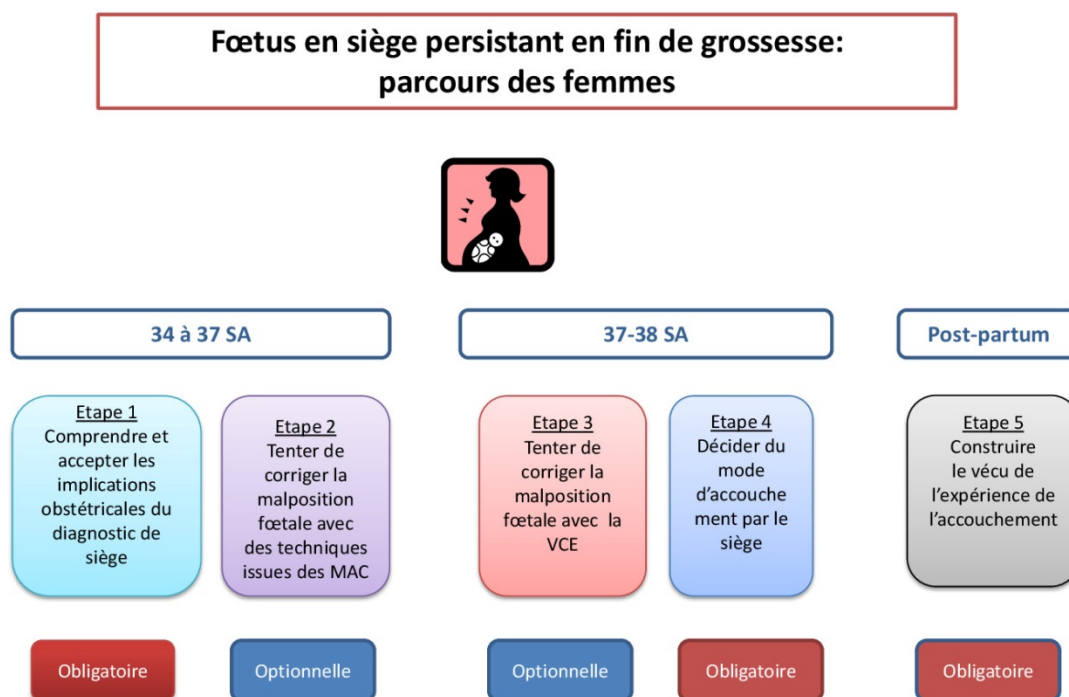 Fœtus en siège persistant en fin de grossesse:
parcours des femmes
34 à 37 SA
37-38 SA
Post-partum
Etape 1
Comprendre et
accepter les
implications
obstétricales du
diagnostic de
siège
Etape 2
Tenter de
corriger la
malposition
fœtale avec
des techniques
issues des MAC
Etape 3
Tenter de
corriger la
malposition
fœtale avec la
VCE
Etape 4
Décider du
mode
d’accouche
ment par le
siège
Etape 5
Construire
le vécu de
l’expérience de
l’accouchement
Obligatoire
Optionnelle
Optionnelle
Obligatoire
Obligatoire